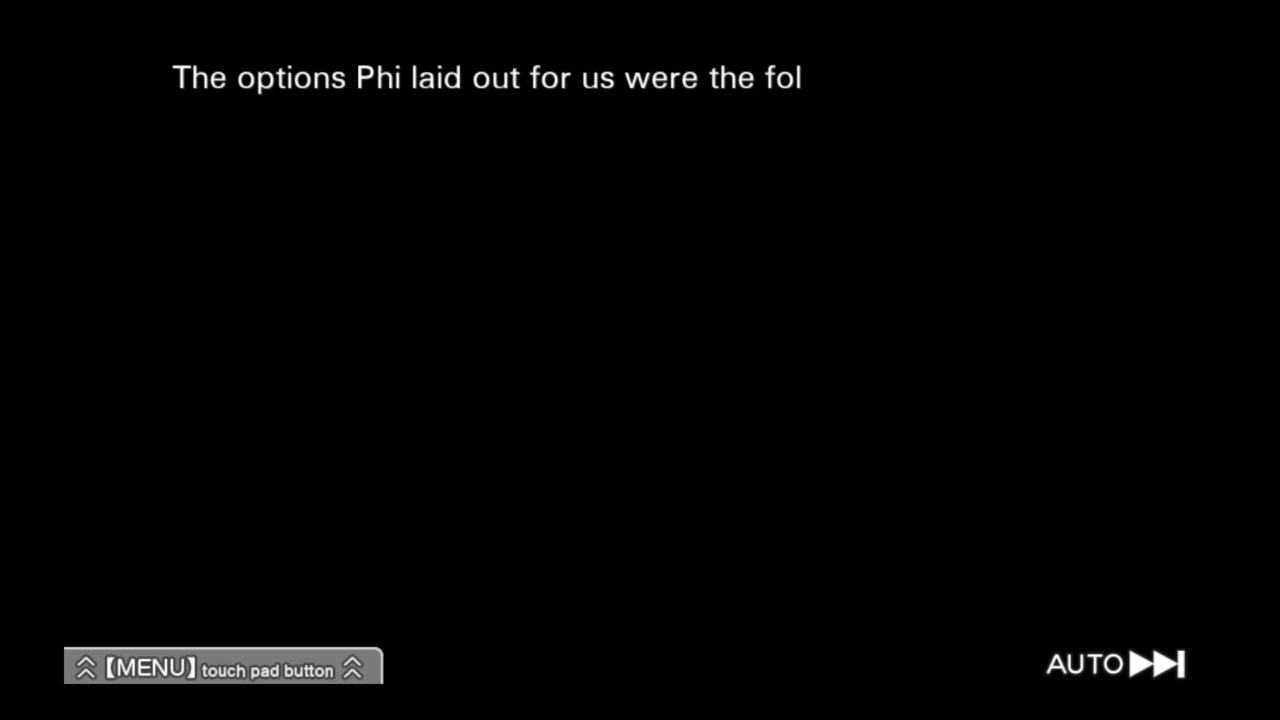 The options Phi laid out for us were the fol
【MENU】touch pad button
AUTO